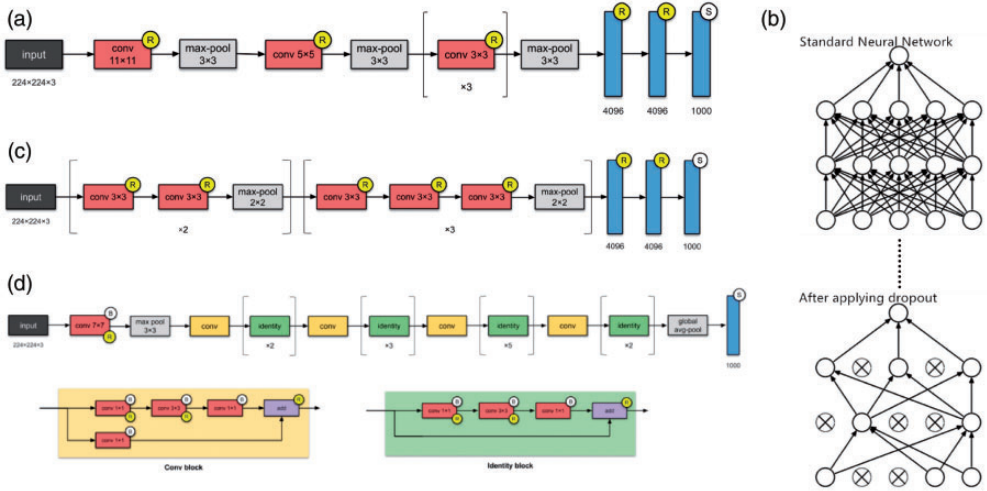 (a)
input
224×224×3
conv
11×11
R
max-pool
3×3
conv 5×5
R
max-pool
3×3
conv 3×3
R
×3
max-pool
3×3
R
4096
R
4096
S
1000
(b)
Standard Neural Network
After applying dropout
(c)
input
224×224×3
conv 3×3
R
conv 3×3
R
max-pool
2×2
×2
conv 3×3
R
conv 3×3
R
conv 3×3
R
max-pool
2×2
×3
R
4096
R
4096
S
1000
(d)
input
224×224×3
conv 7×7
B
R
max pool
3×3
conv
identity
×2
conv
identity
×3
conv
identity
×5
conv
identity
×2
global
avg-pool
S
1000
conv 1×1
B
R
conv 3×3
B
R
conv 1×1
B
add
R
conv 1×1
B
Conv block
conv 1×1
B
R
conv 3×3
B
R
conv 1×1
B
add
R
Identity block